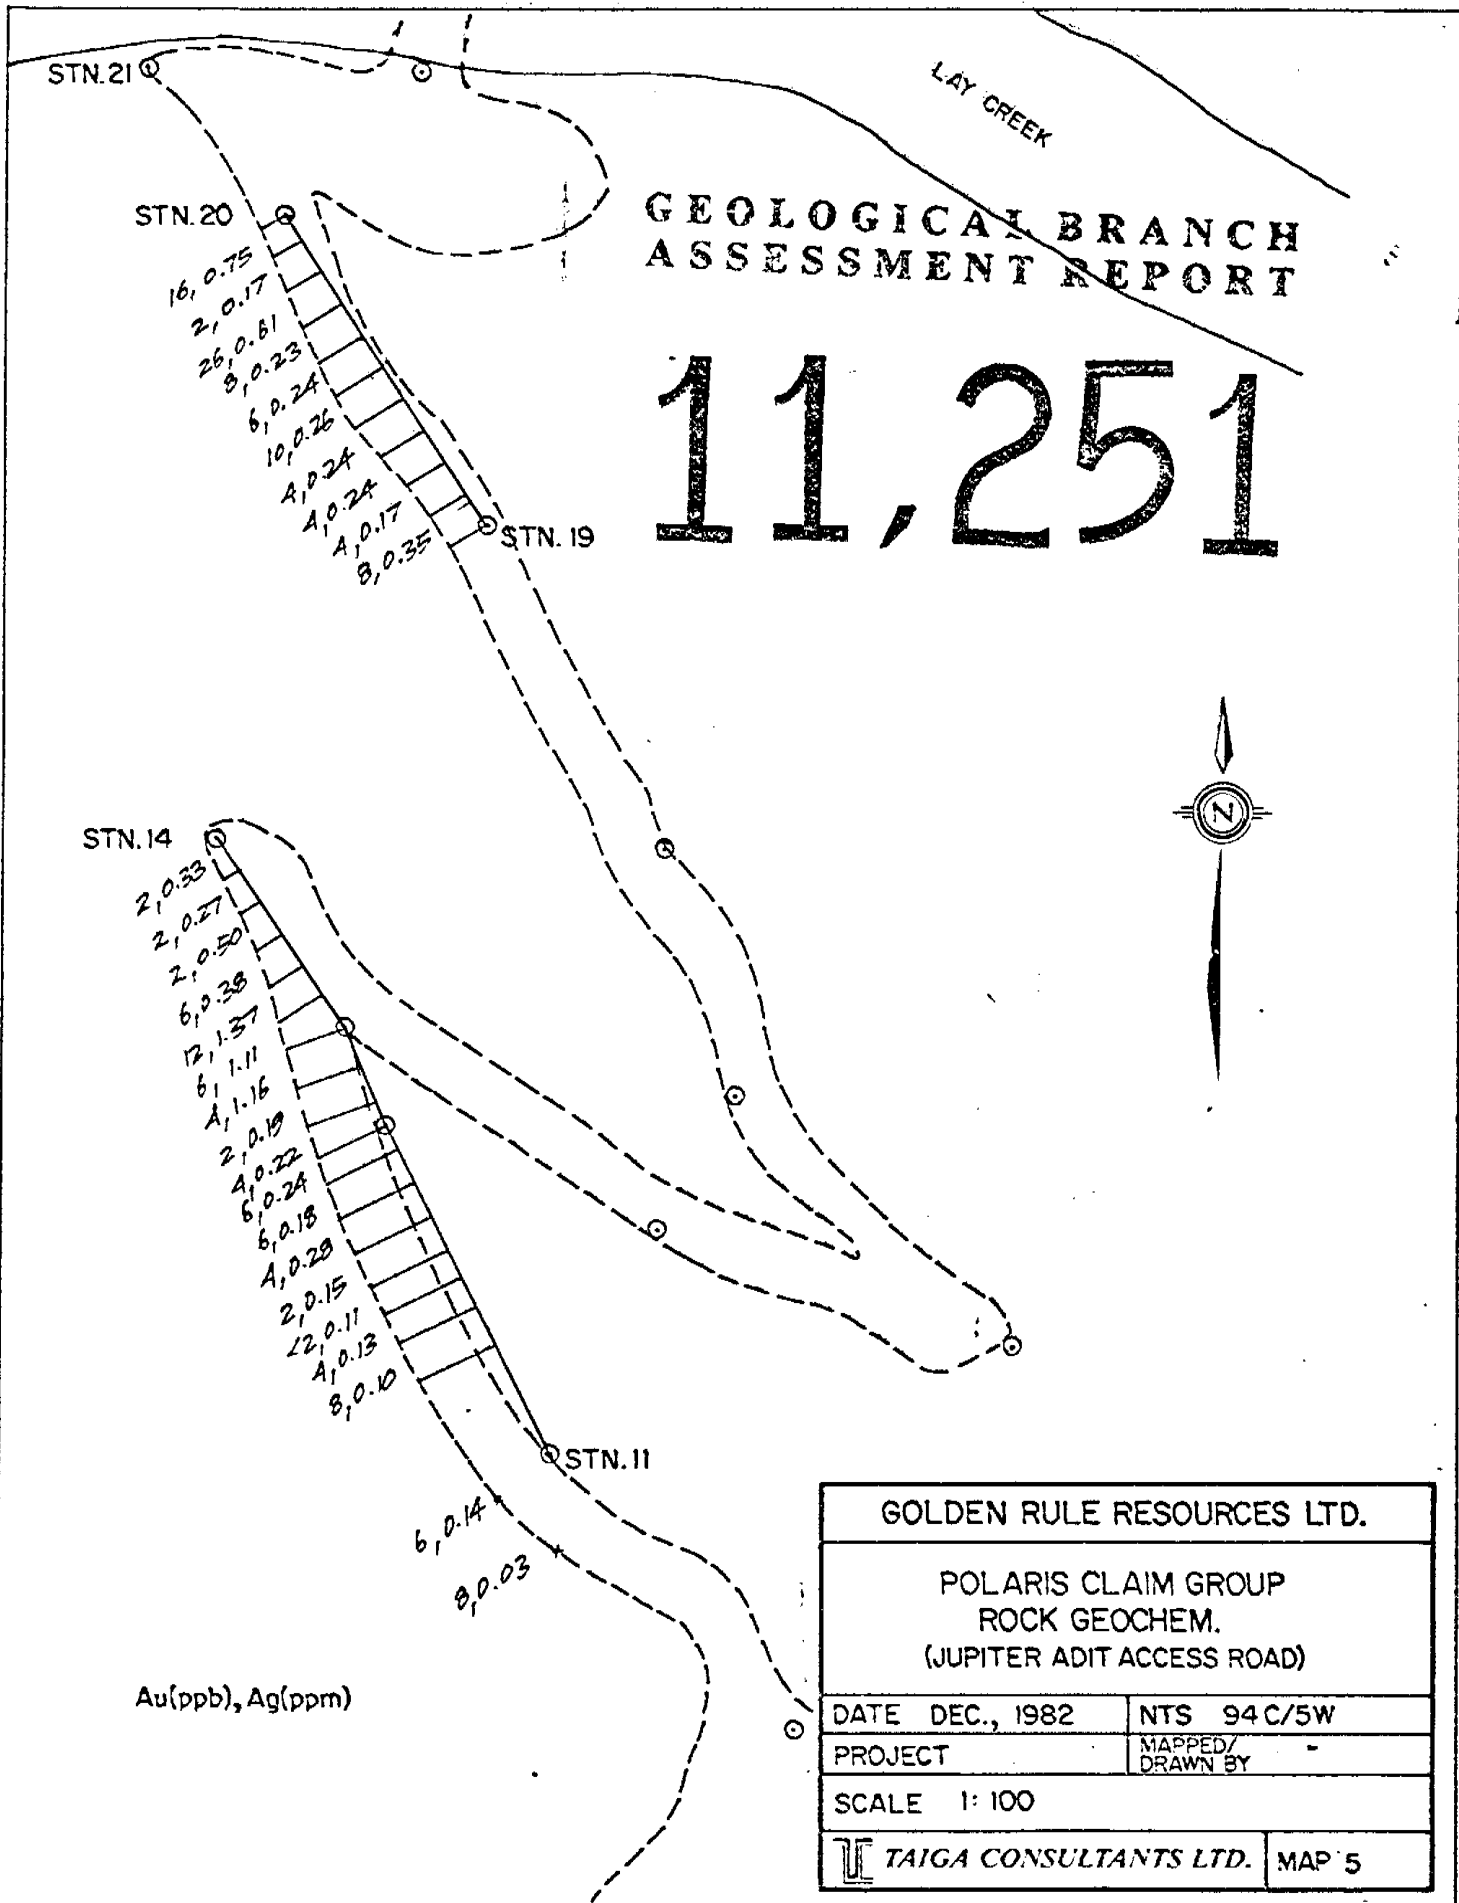 STN.21
LAY CREEK
STN.20
GEOLOGICAL BRANCH
ASSESSMENT REPORT
11,251
16, 0.75
2, 0.17
26, 0.61
8, 0.23
6, 0.24
10, 0.26
4, 0.24
4, 0.24
4, 0.17
8, 0.35
STN. 19
N
STN.14
2, 0.33
2, 0.27
2, 0.50
6, 0.38
12, 1.37
6, 1.11
4, 1.16
2, 0.19
4, 0.22
6, 0.24
6, 0.18
4, 0.28
2, 0.15
<2, 0.11
4, 0.13
8, 0.10
STN.11
6, 0.14
8, 0.03
Au(ppb), Ag(ppm)
GOLDEN RULE RESOURCES LTD.
POLARIS CLAIM GROUP
ROCK GEOCHEM.
(JUPITER ADIT ACCESS ROAD)
DATE DEC., 1982
NTS 94C/5W
PROJECT
MAPPED/
DRAWN BY -
SCALE 1:100
TAIGA CONSULTANTS LTD.
MAP 5